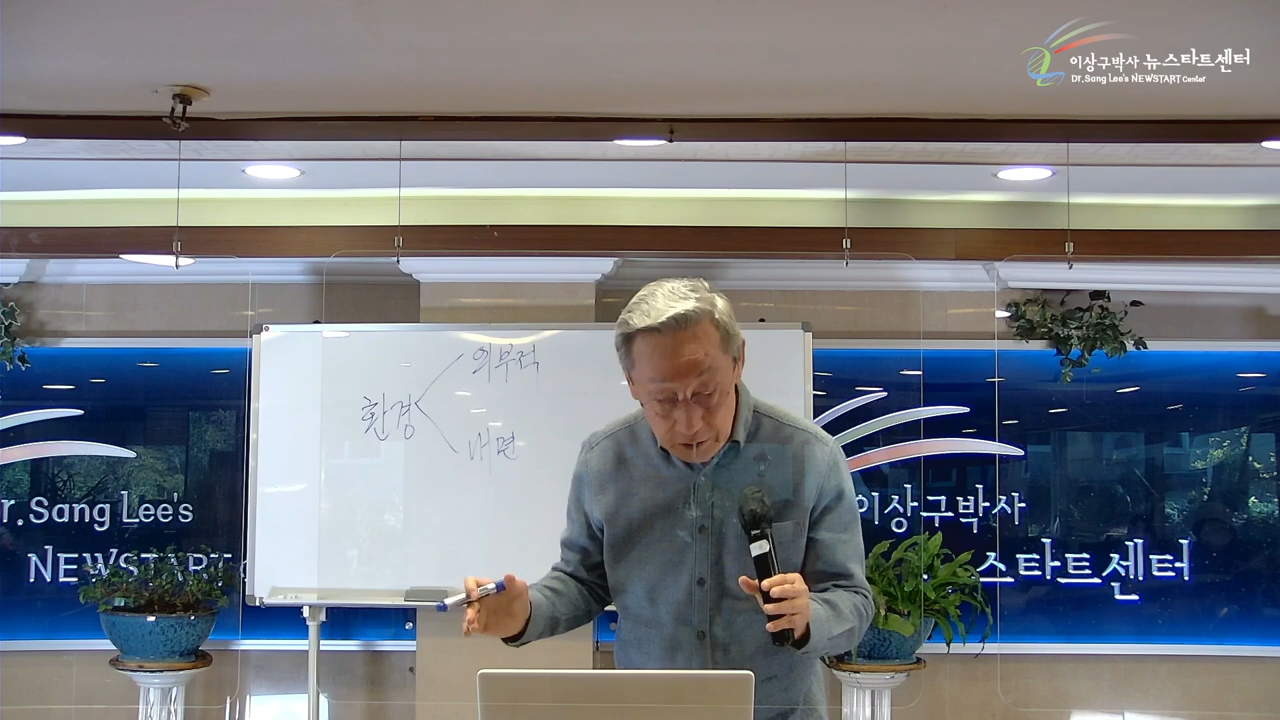 이상구박사 뉴스타트센터
Dr. Sang Lee's NEWSTART Center
외부적
환경
내면
r. Sang Lee's
NEWSTART
이상구박사
스타트센터